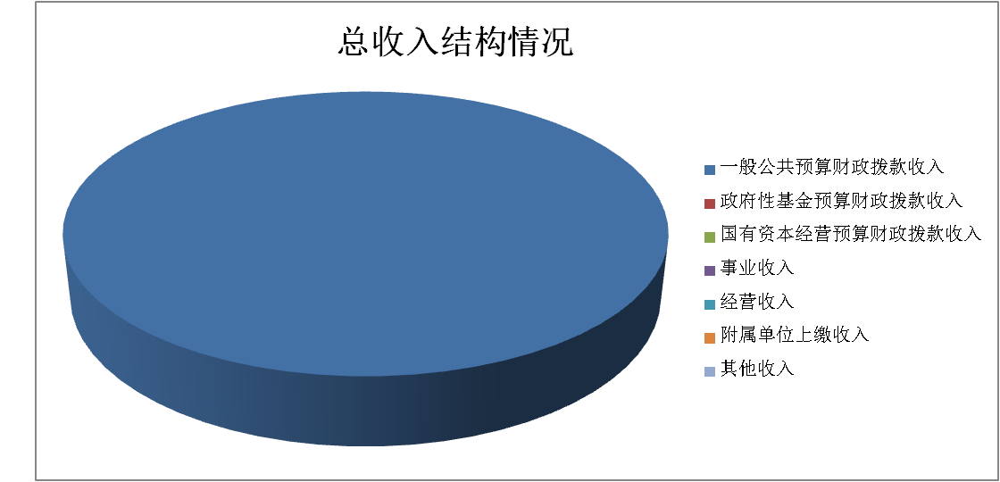 总收入结构情况
一般公共预算财政拨款收入
政府性基金预算财政拨款收入
国有资本经营预算财政拨款收入
事业收入
经营收入
附属单位上缴收入
其他收入